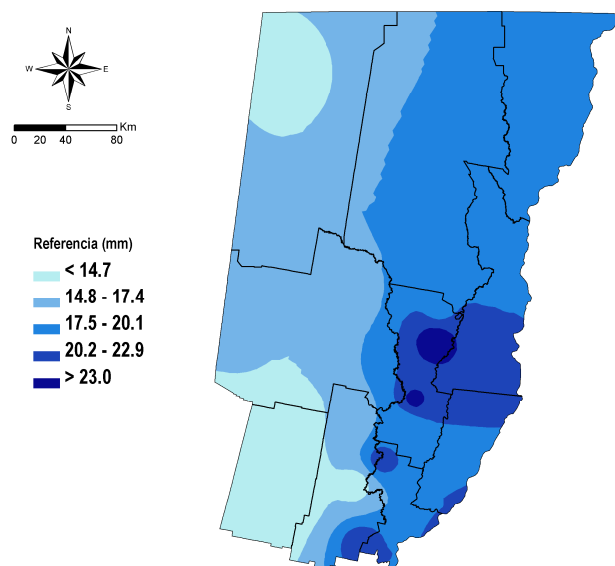 N
W E
S
Km
0 20 40 80
Referencia (mm)
< 14.7
14.8 - 17.4
17.5 - 20.1
20.2 - 22.9
> 23.0